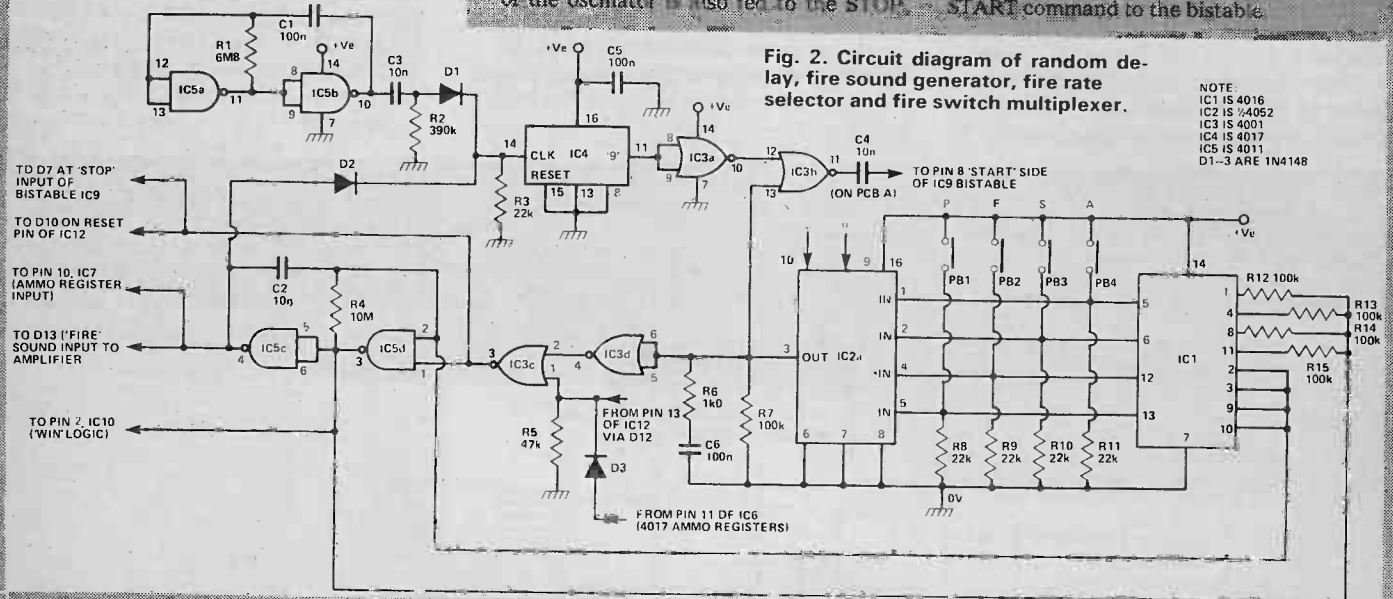 of the oscillator is also fed to the STOP.
START command to the bistable
Fig. 2. Circuit diagram of random de-
lay, fire sound generator, fire rate
selector and fire switch multiplexer.
NOTE:
IC1 IS 4016
IC2 IS ½4052
IC3 IS 4001
IC4 IS 4017
IC5 IS 4011
D1--3 ARE 1N4148
C1
100n
R1
6M8
+Ve
14
12
13
IC5a
11
8
9
IC5b
10
7
C3
10n
D1
R2
390k
+Ve
C5
100n
16
14
CLK
IC4
'9'
RESET
15
13
8
11
R3
22k
+Ve
14
8
9
IC3a
10
7
12
13
IC3b
11
C4
10n
(ON PCB A)
TO PIN 8 'START' SIDE
OF IC9 BISTABLE
TO D7 AT 'STOP'
INPUT OF
BISTABLE IC9
TO D10 ON RESET
PIN OF IC12
TO PIN 10, IC7
(AMMO REGISTER
INPUT)
TO D13 ('FIRE'
SOUND INPUT TO
AMPLIFIER
TO PIN 2, IC10
('WIN' LOGIC)
D2
C2
10n
R4
10M
IC5c
4
5
6
IC5d
3
2
1
IC3c
3
2
1
IC3d
4
6
5
R5
47k
FROM PIN 13
OF IC12
VIA D12
D3
FROM PIN 11 OF IC6
(4017 AMMO REGISTERS)
R6
1k0
C6
100n
R7
100k
10
9
16
3
OUT
IC2a
IN
1
IN
2
IN
4
IN
5
6
7
8
P
F
S
A
PB1
PB2
PB3
PB4
R8
22k
R9
22k
R10
22k
R11
22k
0V
+Ve
14
5
6
12
13
IC1
7
1
4
8
11
2
3
9
10
R12 100k
R13
100k
R14
100k
R15
100k